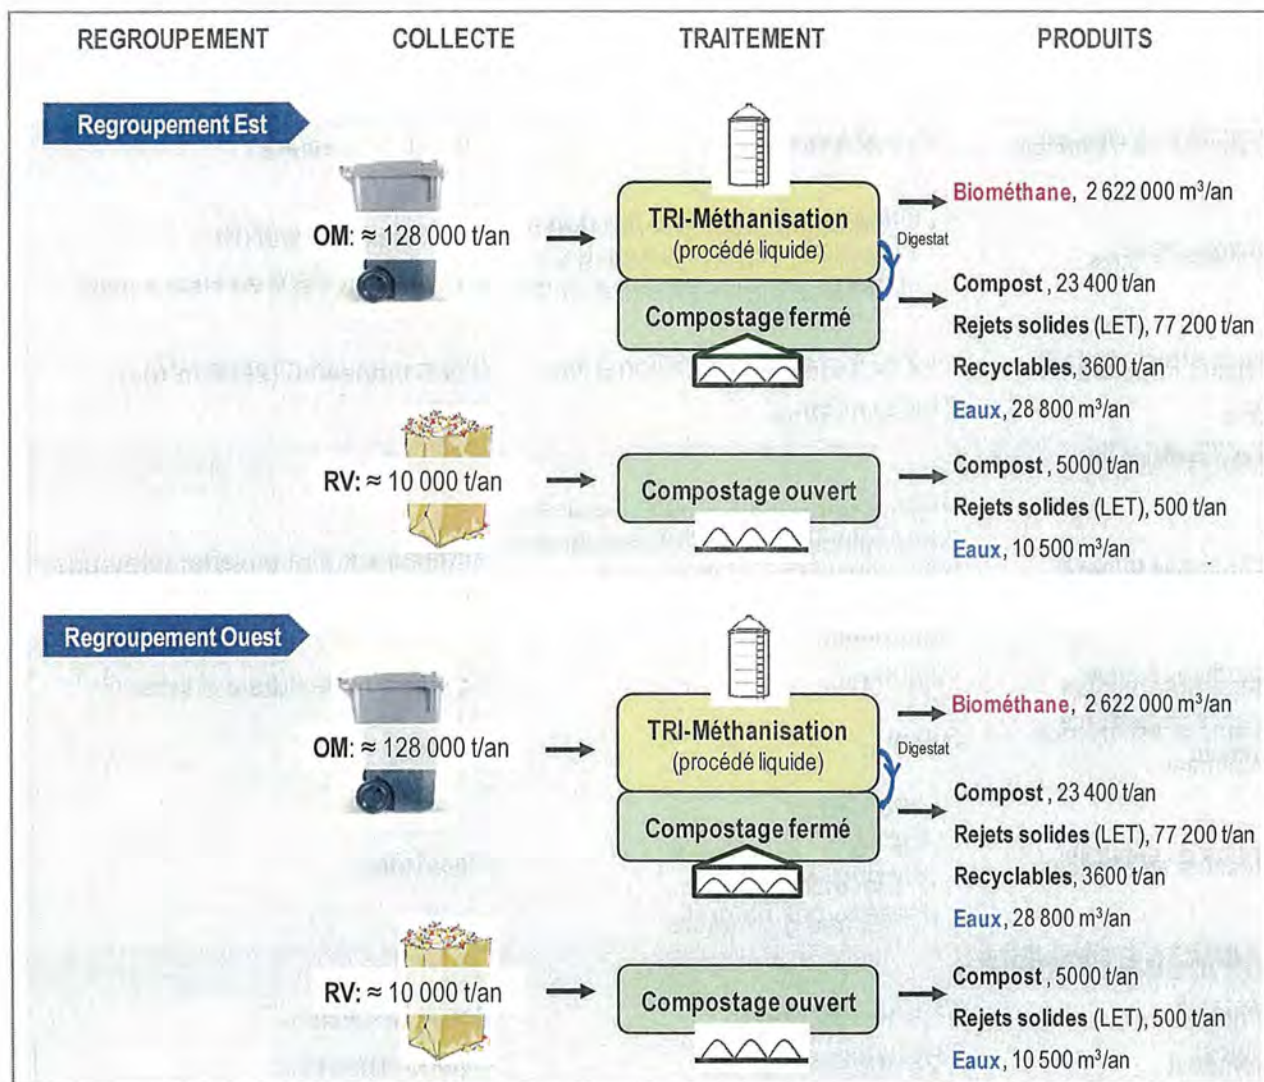 REGROUPEMENT COLLECTE TRAITEMENT PRODUITS
Regroupement Est
OM: ≈ 128 000 t/an
TRI-Méthanisation
(procédé liquide)
Digestat
Compostage fermé
Biométhane, 2 622 000 m³/an
Compost , 23 400 t/an
Rejets solides (LET), 77 200 t/an
Recyclables, 3600 t/an
Eaux, 28 800 m³/an
RV: ≈ 10 000 t/an
Compostage ouvert
Compost , 5000 t/an
Rejets solides (LET), 500 t/an
Eaux, 10 500 m³/an
Regroupement Ouest
OM: ≈ 128 000 t/an
TRI-Méthanisation
(procédé liquide)
Digestat
Compostage fermé
Biométhane, 2 622 000 m³/an
Compost , 23 400 t/an
Rejets solides (LET), 77 200 t/an
Recyclables, 3600 t/an
Eaux, 28 800 m³/an
RV: ≈ 10 000 t/an
Compostage ouvert
Compost , 5000 t/an
Rejets solides (LET), 500 t/an
Eaux, 10 500 m³/an